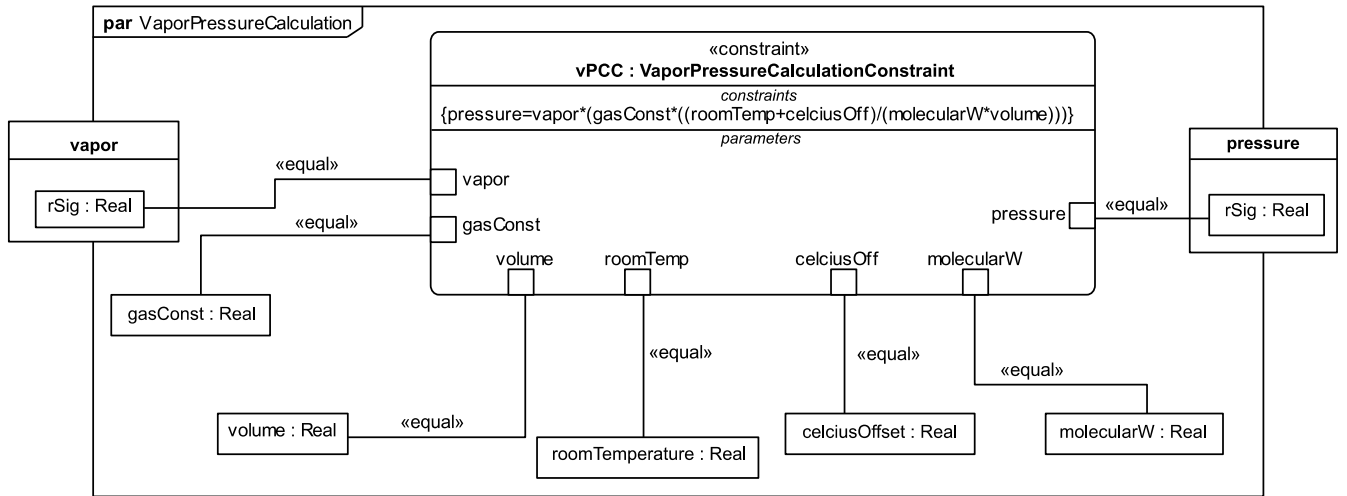 par VaporPressureCalculation
«constraint»
vPCC : VaporPressureCalculationConstraint
constraints
{pressure=vapor*(gasConst*((roomTemp+celciusOff)/(molecularW*volume)))}
parameters
vapor
pressure
«equal»
vapor
rSig : Real
«equal»
pressure
«equal»
rSig : Real
gasConst
volume
roomTemp
celciusOff
molecularW
gasConst : Real
«equal»
«equal»
«equal»
volume : Real
«equal»
roomTemperature : Real
celciusOffset : Real
molecularW : Real